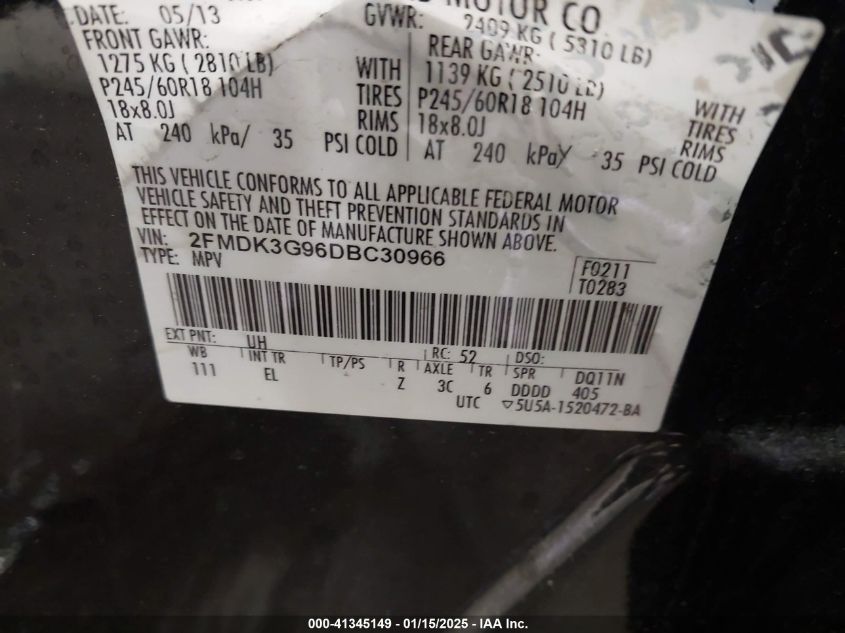 DATE: 05/13
MOTOR CO.
GVWR: 2409 KG ( 5310 LB)
FRONT GAWR:
1275 KG ( 2810 LB)
P245/60R18 104H
18x8.0J
AT 240 kPa/ 35 PSI COLD
WITH
TIRES
RIMS
REAR GAWR:
1139 KG ( 2510 LB)
P245/60R18 104H
18x8.0J
AT 240 kPa/ 35 PSI COLD
WITH
TIRES
RIMS
THIS VEHICLE CONFORMS TO ALL APPLICABLE FEDERAL MOTOR
VEHICLE SAFETY AND THEFT PREVENTION STANDARDS IN
EFFECT ON THE DATE OF MANUFACTURE SHOWN ABOVE.
VIN: 2FMDK3G96DBC30966
TYPE: MPV
F0211
T0283
EXT PNT: UH RC: 52 DSO:
WB INT TR TP/PS R AXLE TR SPR DQ11N
111 EL Z 3C 6 DDDD 405
UTC ▽5U5A-1520472-BA
000-41345149 - 01/15/2025 - IAA Inc.